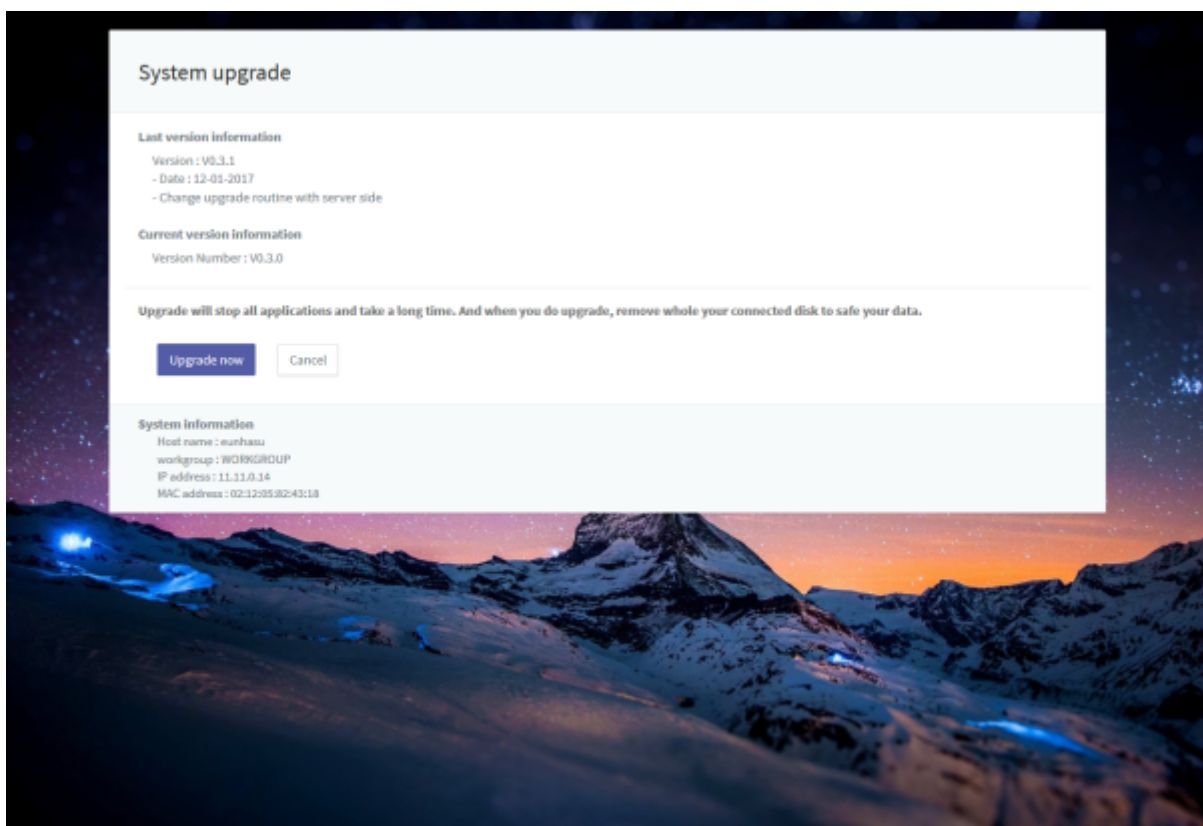 System upgrade
Last version information
Version : V0.3.1
- Date : 12-01-2017
- Change upgrade routine with server side
Current version information
Version Number : V0.3.0
Upgrade will stop all applications and take a long time. And when you do upgrade, remove whole your connected disk to safe your data.
Upgrade now Cancel
System information
Host name : eunhasu
workgroup : WORKGROUP
IP address : 11.11.0.14
MAC address : 02:12:05:82:43:18